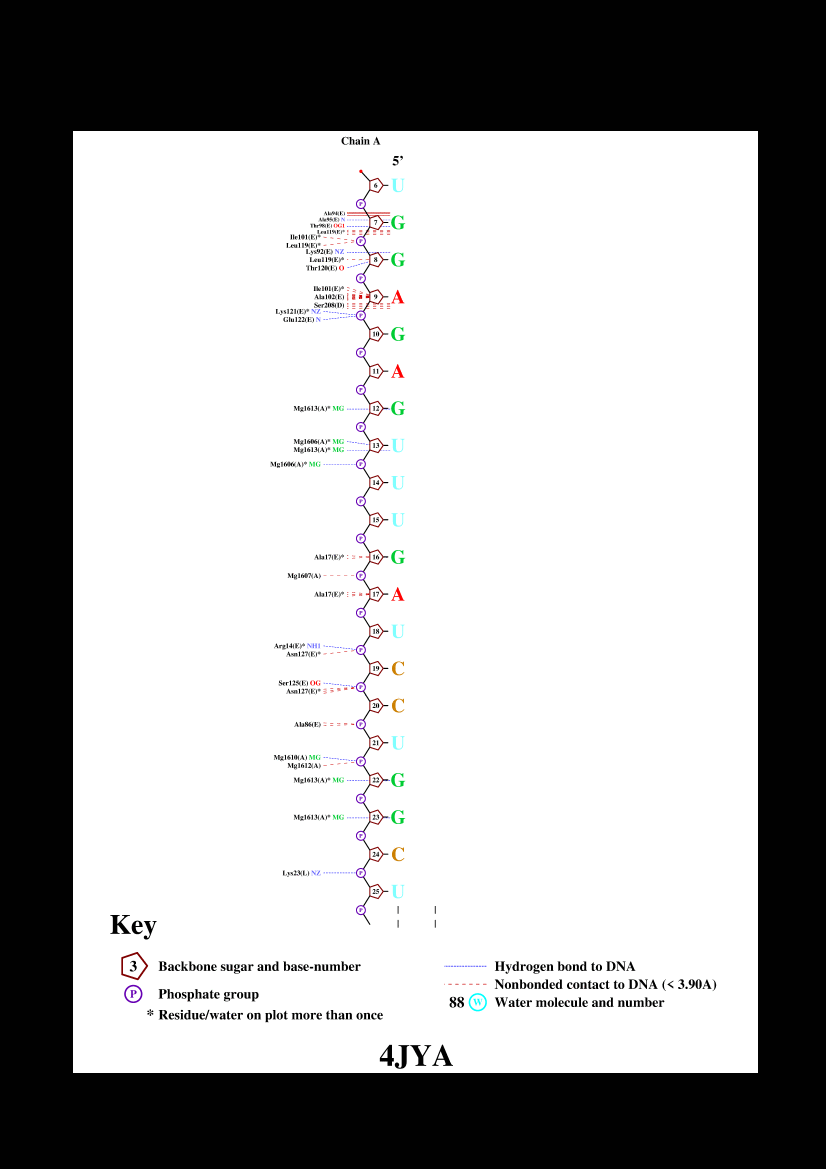 Chain A
5’
6 U
P
Ala94(E)
Ala95(E) N
7 G
Thr98(E) OG1
Leu119(E)*
Ile101(E)*
P
Leu119(E)*
Lys92(E) NZ
Leu119(E)* 8 G
Thr120(E) O
P
Ile101(E)*
Ala102(E) 9 A
Ser208(D)
Lys121(E)* NZ
P
Glu122(E) N
10 G
P
11 A
P
Mg1613(A)* MG 12 G
P
Mg1606(A)* MG
13 U
Mg1613(A)* MG
Mg1606(A)* MG P
14 U
P
15 U
P
Ala17(E)* 16 G
Mg1607(A) P
Ala17(E)* 17 A
P
18 U
Arg14(E)* NH1
P
Asn127(E)*
19 C
Ser125(E) OG
P
Asn127(E)*
20 C
Ala86(E) P
21 U
Mg1610(A) MG
P
Mg1612(A)
Mg1613(A)* MG 22 G
P
Mg1613(A)* MG 23 G
P
24 C
Lys23(L) NZ P
25 U
P
Key
3 Backbone sugar and base-number
P Phosphate group
* Residue/water on plot more than once
Hydrogen bond to DNA
Nonbonded contact to DNA (< 3.90A)
88 W Water molecule and number
4JYA